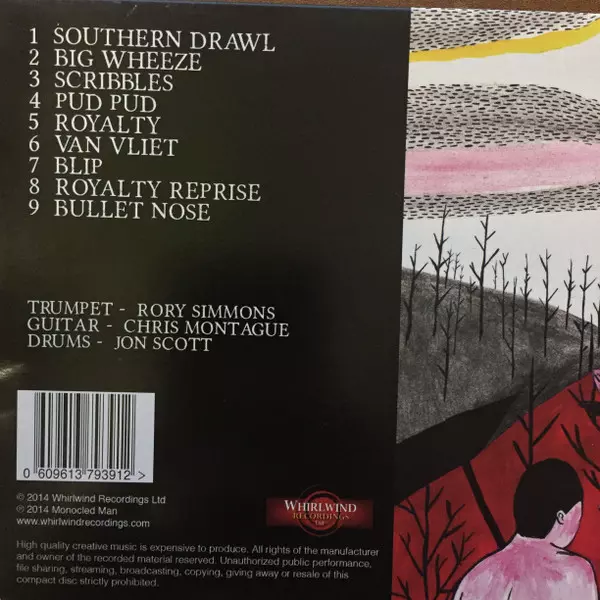 1 SOUTHERN DRAWL
2 BIG WHEEZE
3 SCRIBBLES
4 PUD PUD
5 ROYALTY
6 VAN VLIET
7 BLIP
8 ROYALTY REPRISE
9 BULLET NOSE
TRUMPET - RORY SIMMONS
GUITAR - CHRIS MONTAGUE
DRUMS - JON SCOTT
0 609613 793912 >
© 2014 Whirlwind Recordings Ltd
℗ 2014 Monocled Man
www.whirlwindrecordings.com
WHIRLWIND
RECORDINGS
Ltd
High quality creative music is expensive to produce. All rights of the manufacturer
and owner of the recorded material reserved. Unauthorized public performance,
file sharing, streaming, broadcasting, copying, giving away or resale of this
compact disc strictly prohibited.